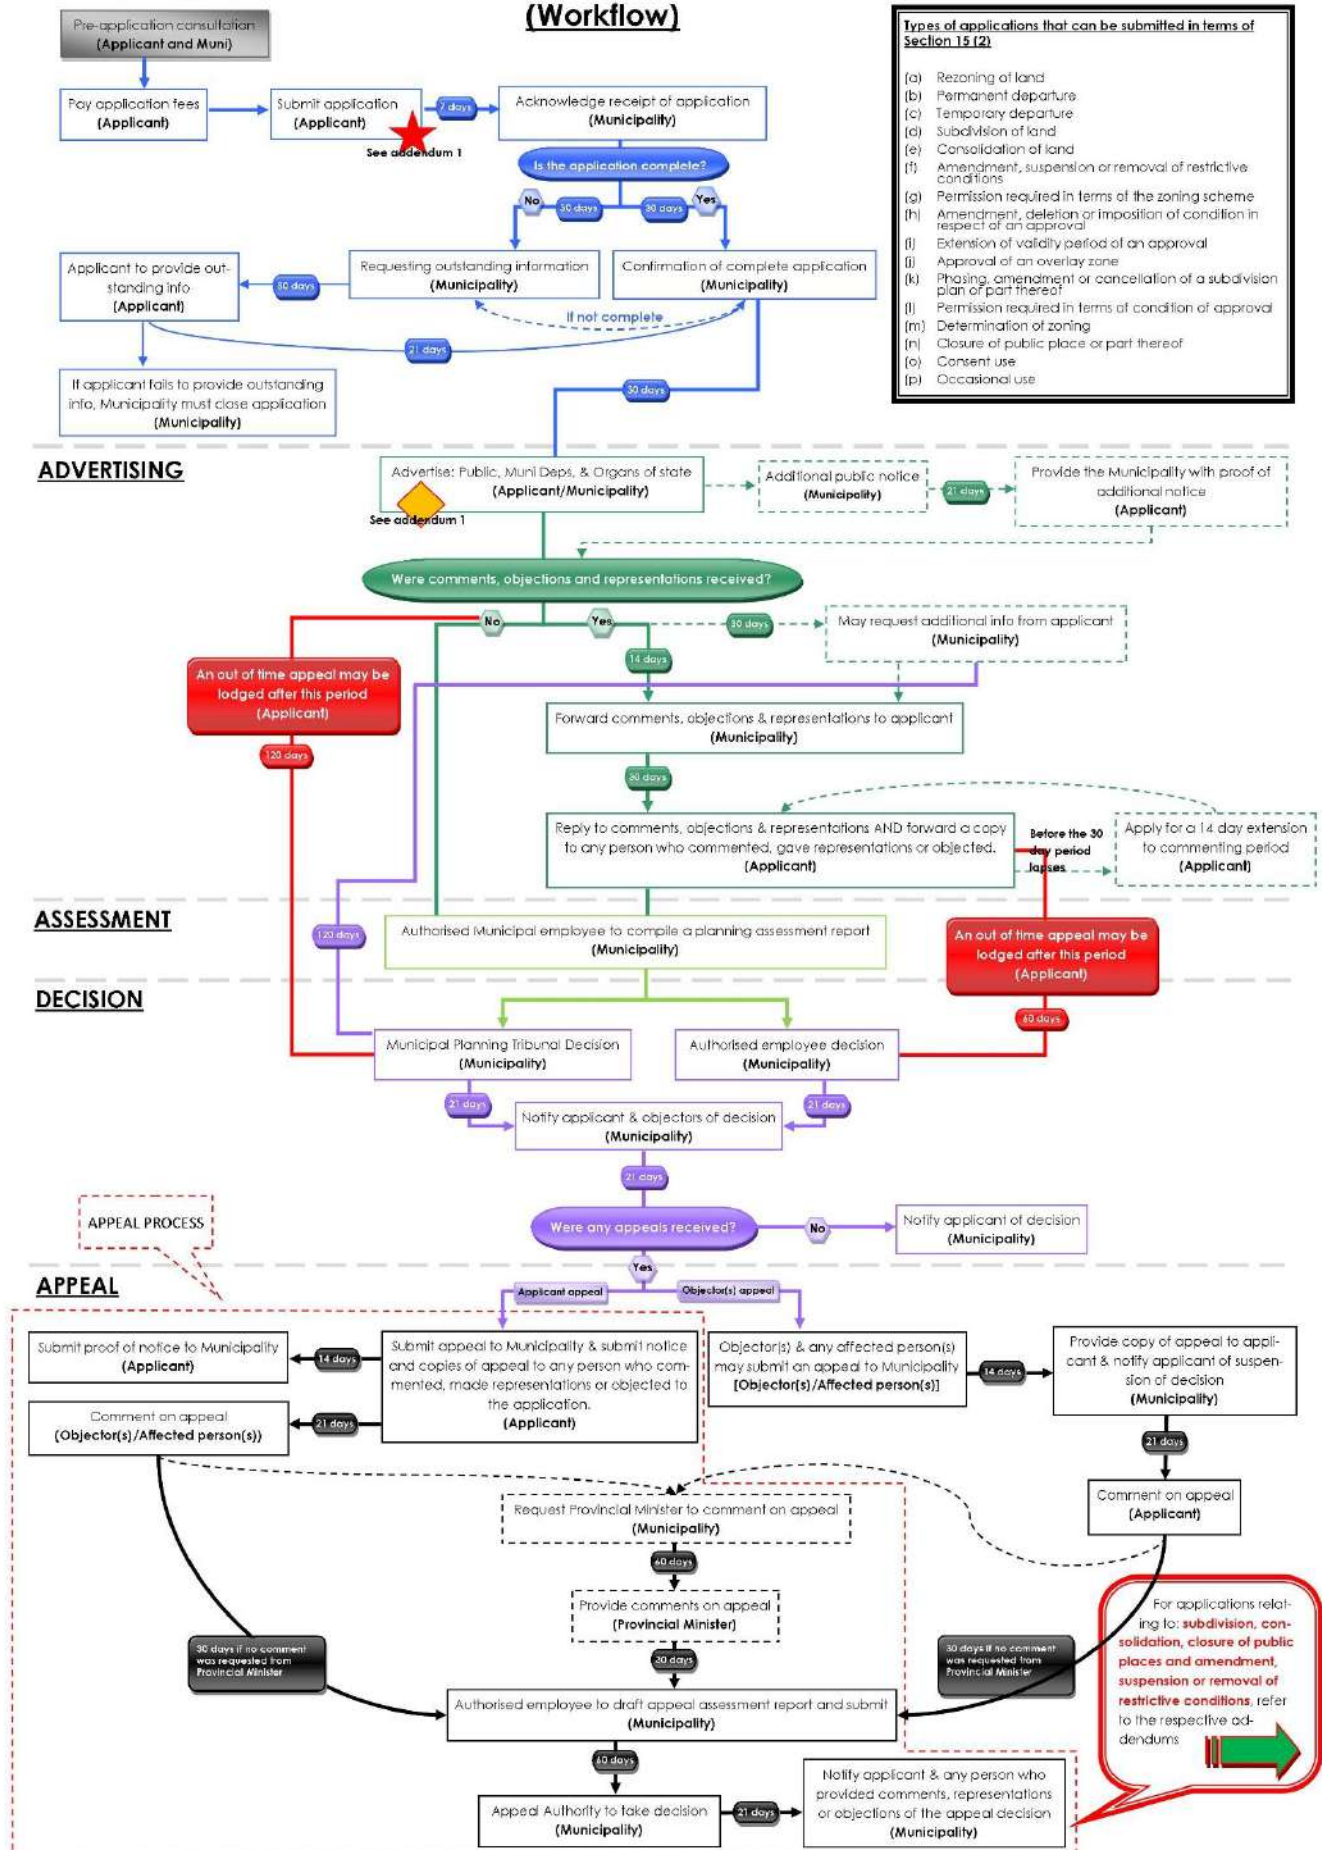 (Workflow)
Pre-application consultation
(Applicant and Muni)
Pay application fees
(Applicant)
Submit application
(Applicant)
See addendum 1
7 days
Acknowledge receipt of application
(Municipality)
Is the application complete?
No
30 days
30 days
Yes
Applicant to provide out-
standing info
(Applicant)
Requesting outstanding information
(Municipality)
Confirmation of complete application
(Municipality)
If not complete
21 days
If applicant fails to provide outstanding
info, Municipality must close application
(Municipality)
30 days
Types of applications that can be submitted in terms of
Section 15 (2)
(a) Rezoning of land
(b) Permanent departure
(c) Temporary departure
(d) Subdivision of land
(e) Consolidation of land
(f) Amendment, suspension or removal of restrictive
conditions
(g) Permission required in terms of the zoning scheme
(h) Amendment, deletion or imposition of condition in
respect of an approval
(i) Extension of validity period of an approval
(j) Approval of an overlay zone
(k) Phasing, amendment or cancellation of a subdivision
plan or part thereof
(l) Permission required in terms of condition of approval
(m) Determination of zoning
(n) Closure of public place or part thereof
(o) Consent use
(p) Occasional use
ADVERTISING
Advertise: Public, Muni Deps, & Organs of state
(Applicant/Municipality)
See addendum 1
Additional public notice
(Municipality)
21 days
Provide the Municipality with proof of
additional notice
(Applicant)
Were comments, objections and representations received?
No
Yes
30 days
May request additional info from applicant
(Municipality)
14 days
An out of time appeal may be
lodged after this period
(Applicant)
120 days
Forward comments, objections & representations to applicant
(Municipality)
30 days
Reply to comments, objections & representations AND forward a copy
to any person who commented, gave representations or objected.
(Applicant)
Before the 30
day period
lapses
Apply for a 14 day extension
to commenting period
(Applicant)
ASSESSMENT
120 days
Authorised Municipal employee to compile a planning assessment report
(Municipality)
An out of time appeal may be
lodged after this period
(Applicant)
60 days
DECISION
Municipal Planning Tribunal Decision
(Municipality)
Authorised employee decision
(Municipality)
21 days
21 days
Notify applicant & objectors of decision
(Municipality)
21 days
Were any appeals received?
No
Notify applicant of decision
(Municipality)
Yes
APPEAL PROCESS
APPEAL
Applicant appeal
Objector(s) appeal
Submit proof of notice to Municipality
(Applicant)
14 days
Comment on appeal
(Objector(s)/Affected person(s))
21 days
Submit appeal to Municipality & submit notice
and copies of appeal to any person who com-
mented, made representations or objected to
the application.
(Applicant)
Objector(s) & any affected person(s)
may submit an appeal to Municipality
[Objector(s)/Affected person(s)]
14 days
Provide copy of appeal to appli-
cant & notify applicant of suspen-
sion of decision
(Municipality)
21 days
Comment on appeal
(Applicant)
Request Provincial Minister to comment on appeal
(Municipality)
60 days
Provide comments on appeal
(Provincial Minister)
30 days if no comment
was requested from
Provincial Minister
30 days if no comment
was requested from
Provincial Minister
Authorised employee to draft appeal assessment report and submit
(Municipality)
60 days
Appeal Authority to take decision
(Municipality)
21 days
Notify applicant & any person who
provided comments, representations
or objections of the appeal decision
(Municipality)
For applications relat-
ing to: subdivision, con-
solidation, closure of public
places and amendment,
suspension or removal of
restrictive conditions, refer
to the respective ad-
dendums